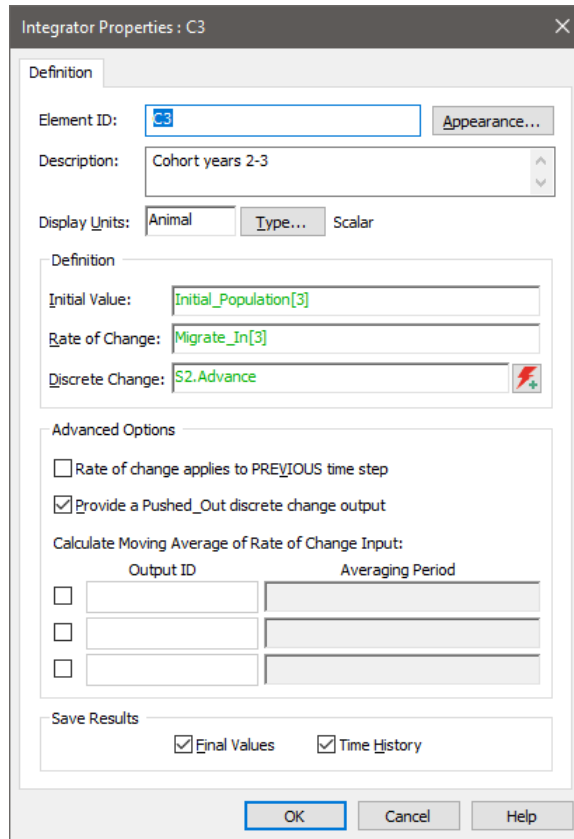 Integrator Properties : C3
Definition
Element ID: C3 Appearance...
Description: Cohort years 2-3
Display Units: Animal Type... Scalar
Definition
Initial Value: Initial_Population[3]
Rate of Change: Migrate_In[3]
Discrete Change: S2.Advance
Advanced Options
Rate of change applies to PREVIOUS time step
Provide a Pushed_Out discrete change output
Calculate Moving Average of Rate of Change Input:
Output ID Averaging Period
Save Results
Final Values Time History
OK Cancel Help